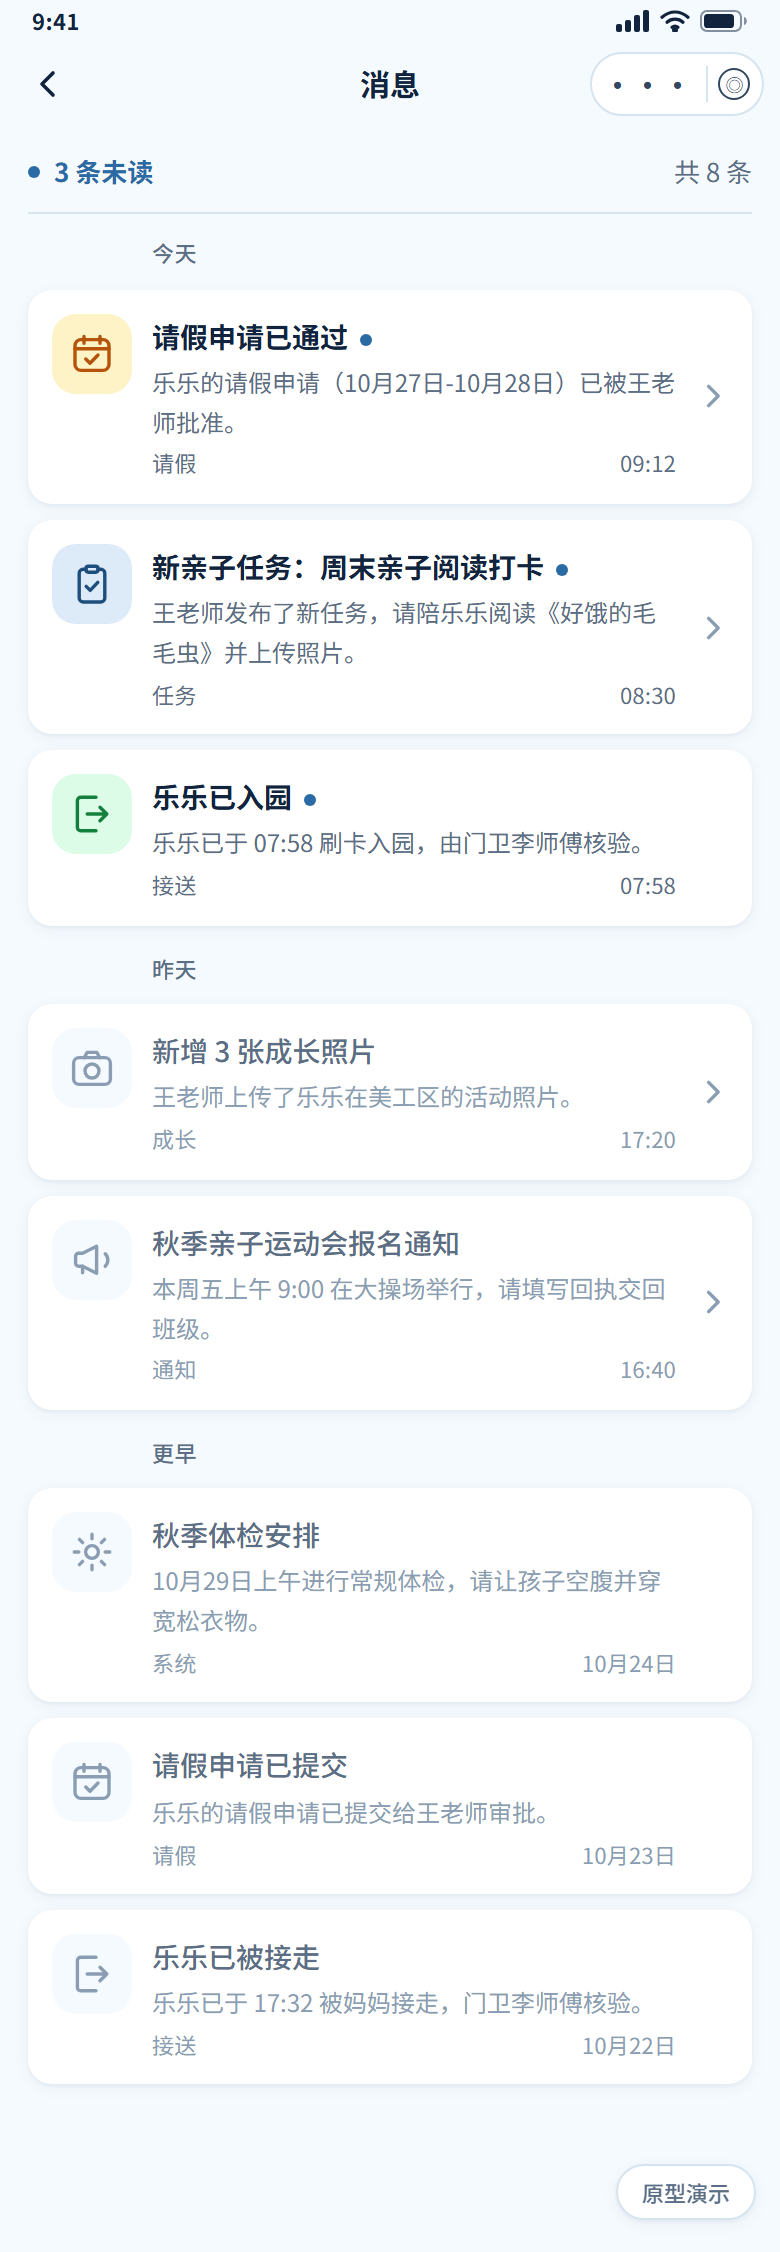 9:41
消息
3 条未读
共 8 条
今天
请假申请已通过
乐乐的请假申请（10月27日-10月28日）已被王老
师批准。
请假
09:12
新亲子任务：周末亲子阅读打卡
王老师发布了新任务，请陪乐乐阅读《好饿的毛
毛虫》并上传照片。
任务
08:30
乐乐已入园
乐乐已于 07:58 刷卡入园，由门卫李师傅核验。
接送
07:58
昨天
新增 3 张成长照片
王老师上传了乐乐在美工区的活动照片。
成长
17:20
秋季亲子运动会报名通知
本周五上午 9:00 在大操场举行，请填写回执交回
班级。
通知
16:40
更早
秋季体检安排
10月29日上午进行常规体检，请让孩子空腹并穿
宽松衣物。
系统
10月24日
请假申请已提交
乐乐的请假申请已提交给王老师审批。
请假
10月23日
乐乐已被接走
乐乐已于 17:32 被妈妈接走，门卫李师傅核验。
接送
10月22日
原型演示